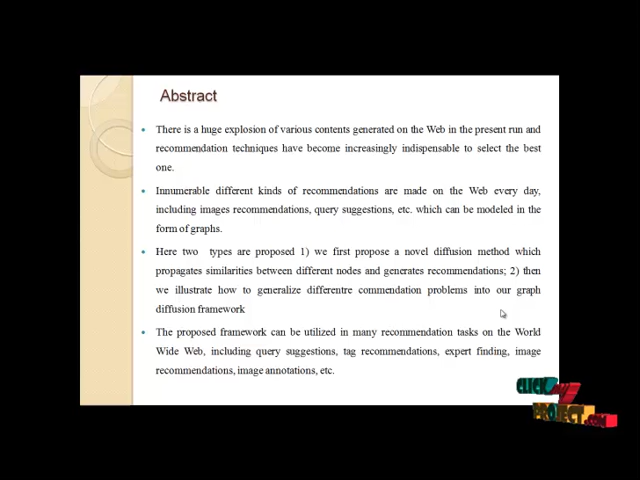 Abstract
There is a huge explosion of various contents generated on the Web in the present run and
recommendation techniques have become increasingly indispensable to select the best
one.
Innumerable different kinds of recommendations are made on the Web every day,
including images recommendations, query suggestions, etc. which can be modeled in the
form of graphs.
Here two types are proposed 1) we first propose a novel diffusion method which
propagates similarities between different nodes and generates recommendations; 2) then
we illustrate how to generalize differentre commendation problems into our graph
diffusion framework
The proposed framework can be utilized in many recommendation tasks on the World
Wide Web, including query suggestions, tag recommendations, expert finding, image
recommendations, image annotations, etc.
CLICK MY
PROJECT.COM